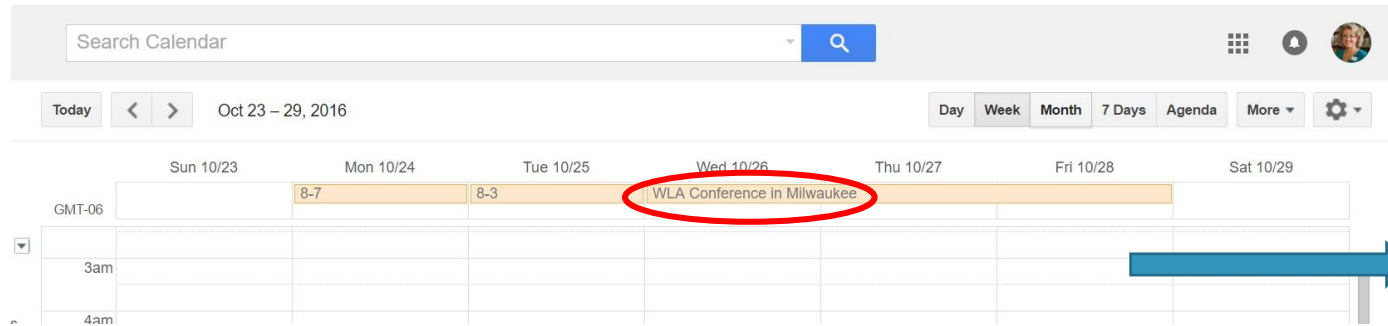 Search Calendar
Today Oct 23 – 29, 2016 Day Week Month 7 Days Agenda More
Sun 10/23 Mon 10/24 Tue 10/25 Wed 10/26 Thu 10/27 Fri 10/28 Sat 10/29
8-7 8-3 WLA Conference in Milwaukee
GMT-06
3am
4am